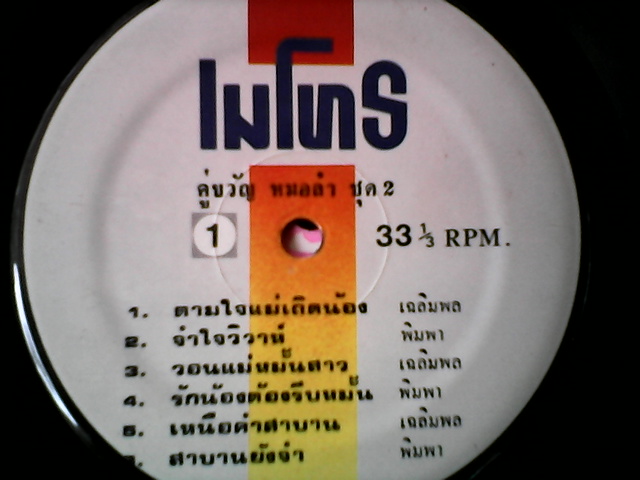 เมโทร
คู่ขวัญ หมอลำ ชุด 2
1 33 1/3 RPM.
1. ตามใจแม่เถิดน้อง เฉลิมพล
2. จำใจวิวาห์ พิมพา
3. วอนแม่หมั้นสาว เฉลิมพล
4. รักน้องต้องรีบหมั้น พิมพา
5. เหนือคำสาบาน เฉลิมพล
สาบานยังจำ พิมพา